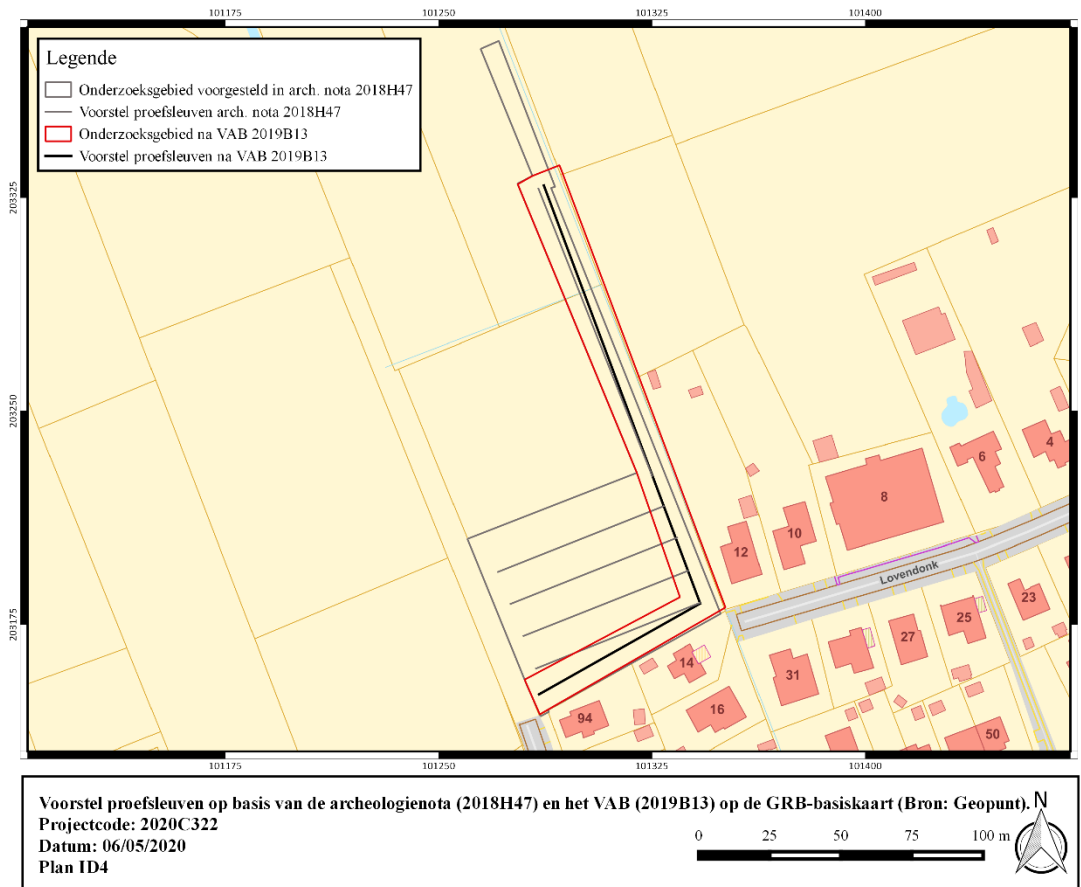 101175 101250 101325 101400
Legende
Onderzoeksgebied voorgesteld in arch. nota 2018H47
Voorstel proefsleuven arch. nota 2018H47
Onderzoeksgebied na VAB 2019B13
Voorstel proefsleuven na VAB 2019B13
203325
203325
203250
203250
203175
203175
4
6
8
10
12
Lovendonk
23
25
27
14
31
16
94
50
101175 101250 101325 101400
Voorstel proefsleuven op basis van de archeologienota (2018H47) en het VAB (2019B13) op de GRB-basiskaart (Bron: Geopunt).
Projectcode: 2020C322
Datum: 06/05/2020
Plan ID4
0 25 50 75 100 m
N